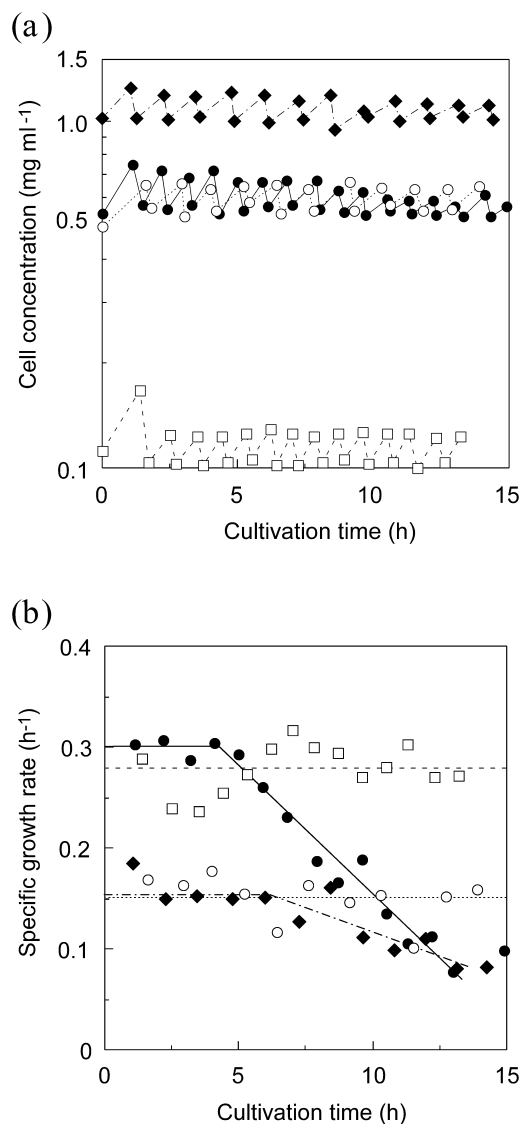 (a)
1.5
1.0
0.5
0.1
Cell concentration (mg ml-1)
0 5 10 15
Cultivation time (h)
(b)
0.4
0.3
0.2
0.1
0
Specific growth rate (h-1)
0 5 10 15
Cultivation time (h)